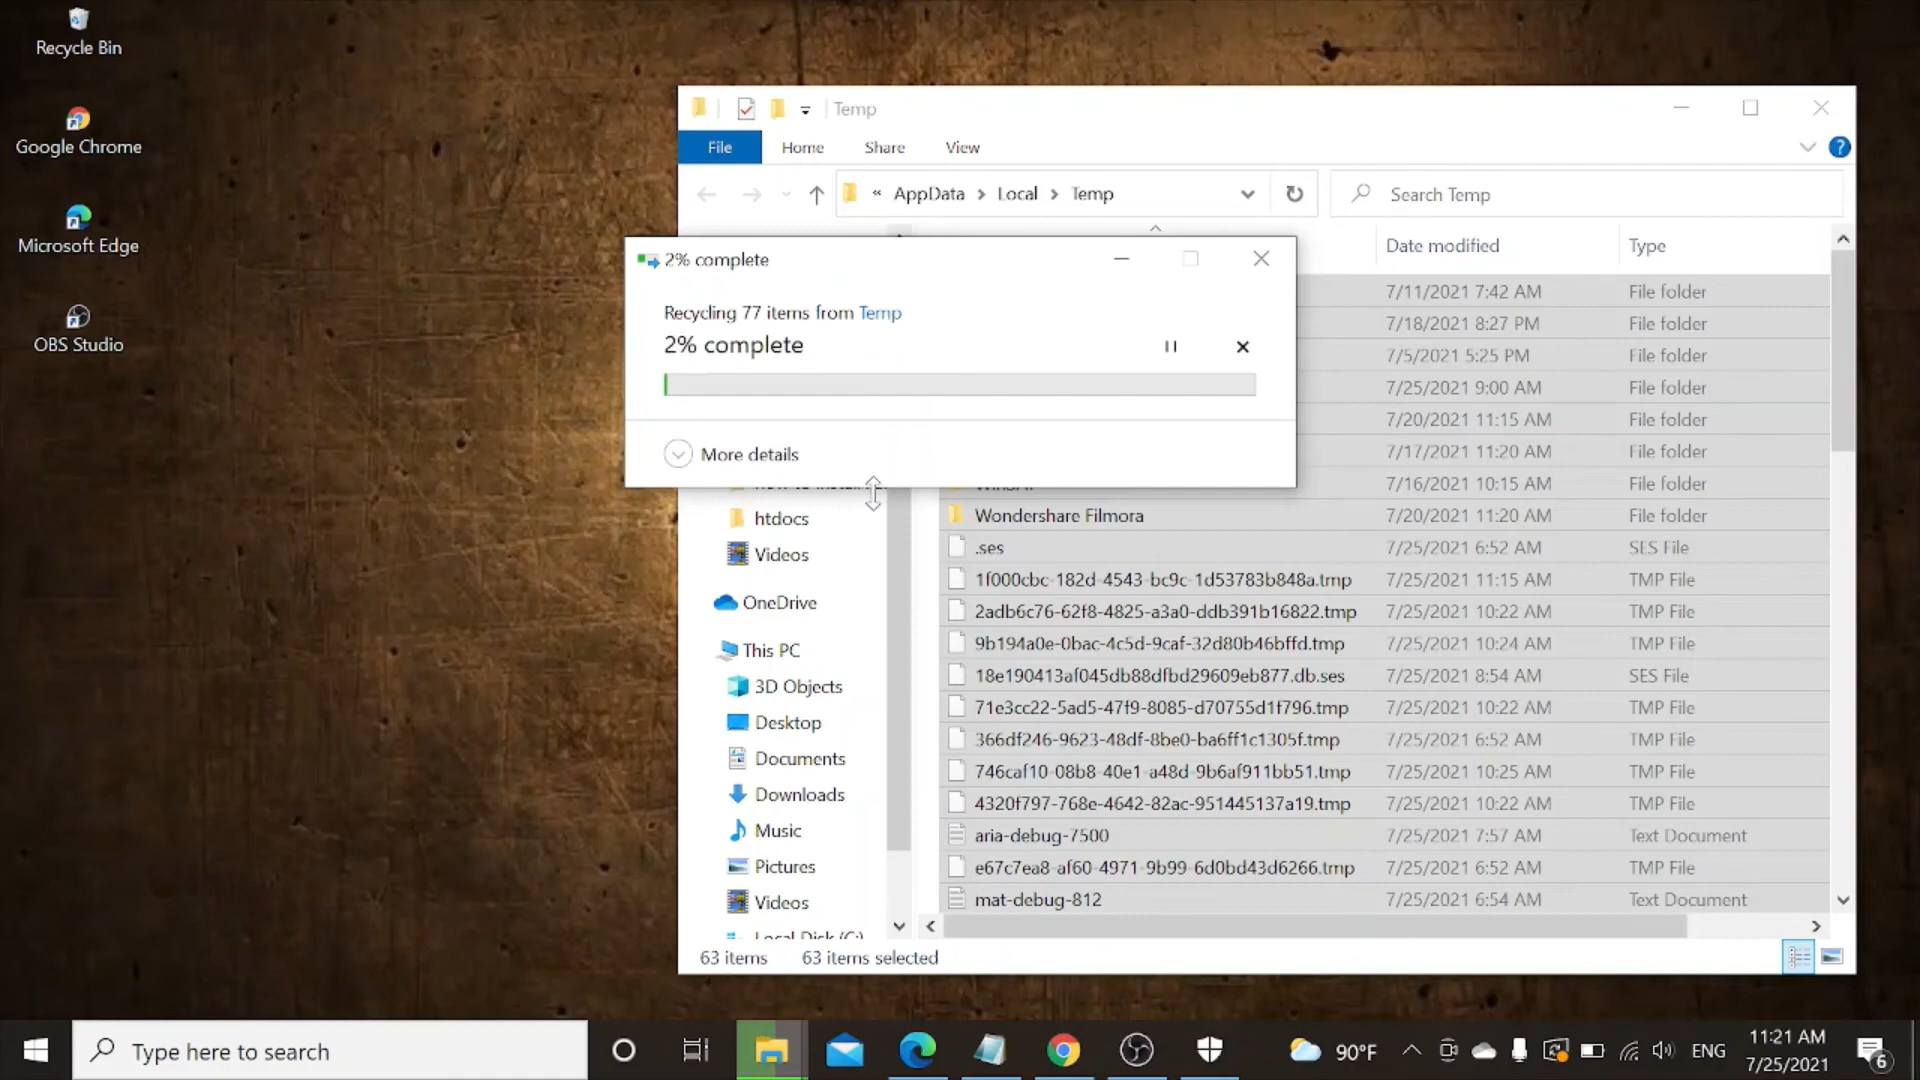 Recycle Bin
Google Chrome
Microsoft Edge
OBS Studio
Temp
File
Home
Share
View
?
« AppData > Local > Temp
Search Temp
Date modified
Type
2% complete
Recycling 77 items from Temp
2% complete
More details
7/11/2021 7:42 AM File folder
7/18/2021 8:27 PM File folder
7/5/2021 5:25 PM File folder
7/25/2021 9:00 AM File folder
7/20/2021 11:15 AM File folder
7/17/2021 11:20 AM File folder
7/16/2021 10:15 AM File folder
Wondershare Filmora 7/20/2021 11:20 AM File folder
.ses 7/25/2021 6:52 AM SES File
1f000cbc-182d-4543-bc9c-1d53783b848a.tmp 7/25/2021 11:15 AM TMP File
2adb6c76-62f8-4825-a3a0-ddb391b16822.tmp 7/25/2021 10:22 AM TMP File
9b194a0e-0bac-4c5d-9caf-32d80b46bffd.tmp 7/25/2021 10:24 AM TMP File
18e190413af045db88dfbd29609eb877.db.ses 7/25/2021 8:54 AM SES File
71e3cc22-5ad5-47f9-8085-d70755d1f796.tmp 7/25/2021 10:22 AM TMP File
366df246-9623-48df-8be0-ba6ff1c1305f.tmp 7/25/2021 6:52 AM TMP File
746caf10-08b8-40e1-a48d-9b6af911bb51.tmp 7/25/2021 10:25 AM TMP File
4320f797-768e-4642-82ac-951445137a19.tmp 7/25/2021 10:22 AM TMP File
aria-debug-7500 7/25/2021 7:57 AM Text Document
e67c7ea8-af60-4971-9b99-6d0bd43d6266.tmp 7/25/2021 6:52 AM TMP File
mat-debug-812 7/25/2021 6:54 AM Text Document
htdocs
Videos
OneDrive
This PC
3D Objects
Desktop
Documents
Downloads
Music
Pictures
Videos
Local Disk (C:)
63 items
63 items selected
Type here to search
90°F
ENG
11:21 AM
7/25/2021
6